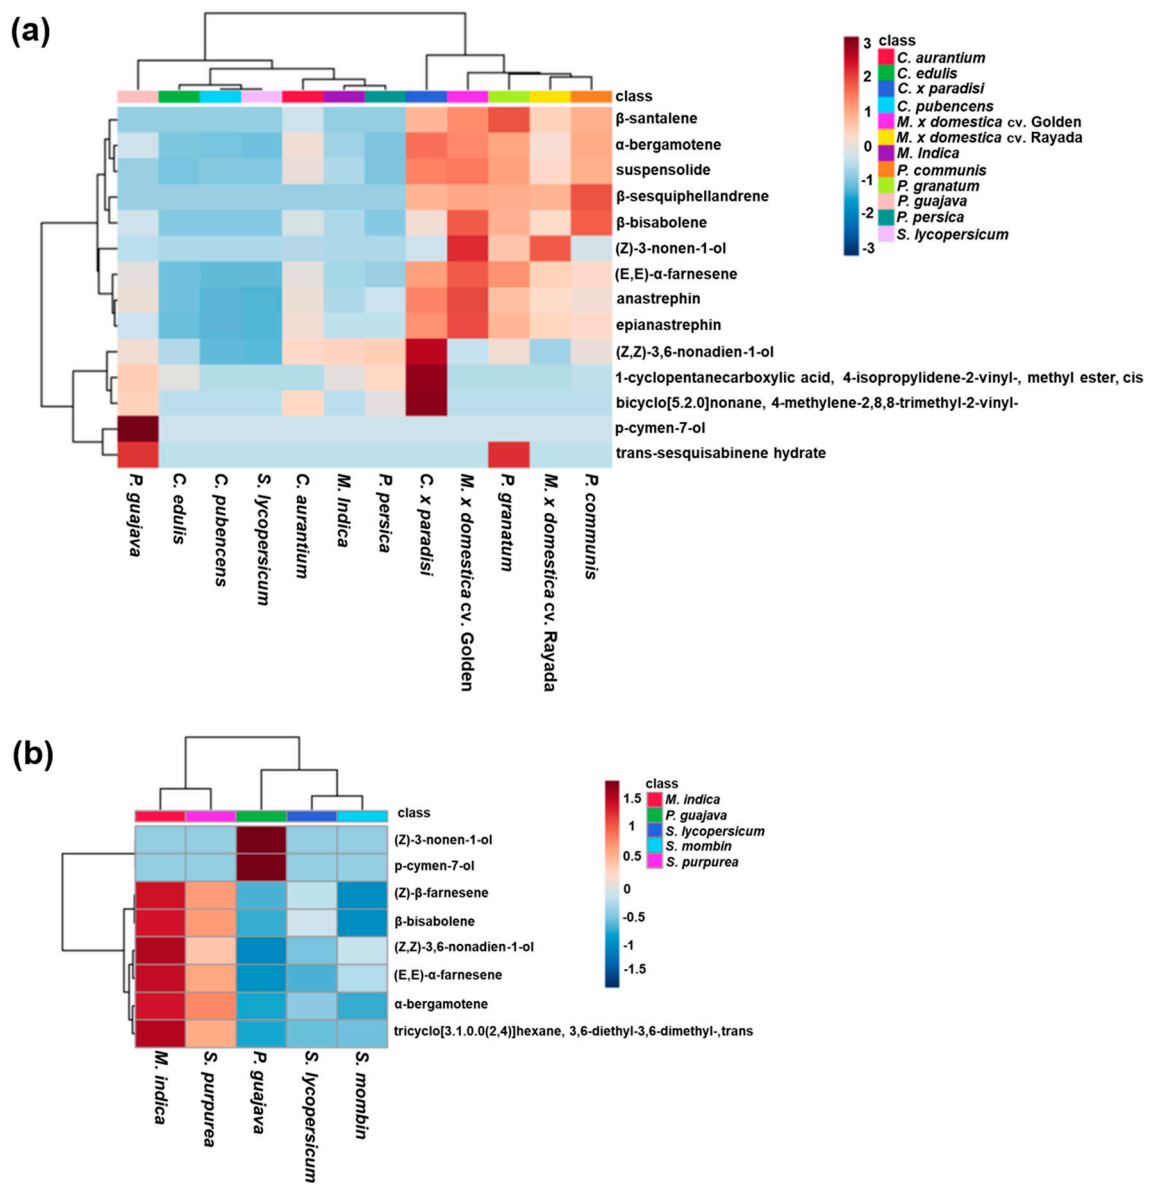 (a)
class
3
2
1
0
-1
-2
-3
class
C. aurantium
C. edulis
C. x paradisi
C. pubencens
M. x domestica cv. Golden
M. x domestica cv. Rayada
M. Indica
P. communis
P. granatum
P. guajava
P. persica
S. lycopersicum
β-santalene
α-bergamotene
suspensolide
β-sesquiphellandrene
β-bisabolene
(Z)-3-nonen-1-ol
(E,E)-α-farnesene
anastrephin
epianastrephin
(Z,Z)-3,6-nonadien-1-ol
1-cyclopentanecarboxylic acid, 4-isopropylidene-2-vinyl-, methyl ester, cis
bicyclo[5.2.0]nonane, 4-methylene-2,8,8-trimethyl-2-vinyl-
p-cymen-7-ol
trans-sesquisabinene hydrate
P. guajava
C. edulis
C. pubencens
S. lycopersicum
C. aurantium
M. Indica
P. persica
C. x paradisi
M. x domestica cv. Golden
P. granatum
M. x domestica cv. Rayada
P. communis
(b)
class
1.5
1
0.5
0
-0.5
-1
-1.5
class
M. indica
P. guajava
S. lycopersicum
S. mombin
S. purpurea
(Z)-3-nonen-1-ol
p-cymen-7-ol
(Z)-β-farnesene
β-bisabolene
(Z,Z)-3,6-nonadien-1-ol
(E,E)-α-farnesene
α-bergamotene
tricyclo[3.1.0.0(2,4)]hexane, 3,6-diethyl-3,6-dimethyl-,trans
M. indica
S. purpurea
P. guajava
S. lycopersicum
S. mombin